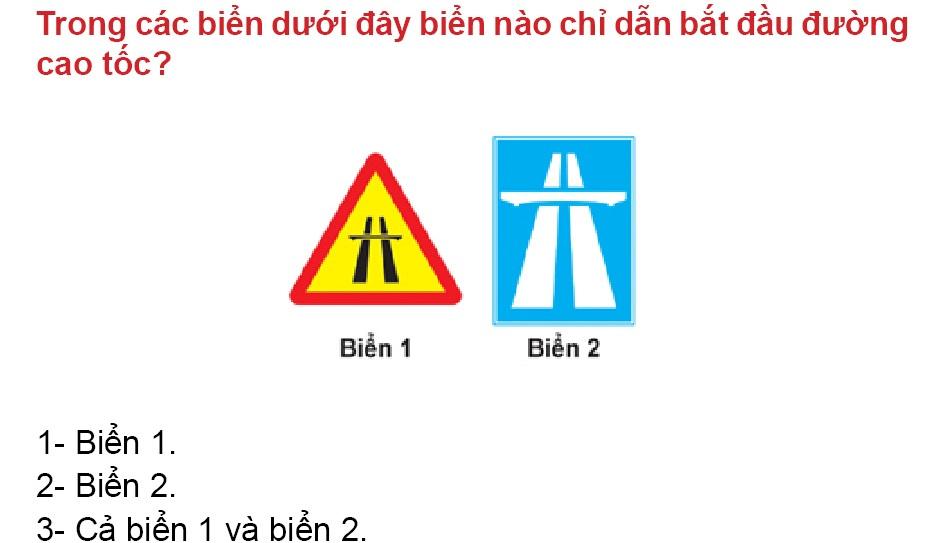 Trong các biển dưới đây biển nào chỉ dẫn bắt đầu đường
cao tốc?
Biển 1
Biển 2
1- Biển 1.
2- Biển 2.
3- Cả biển 1 và biển 2.